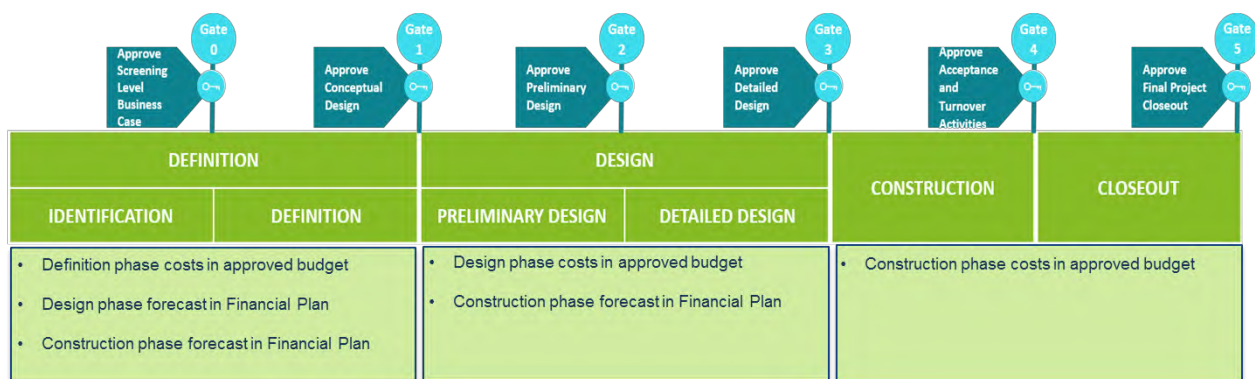 Gate
0
Approve
Screening
Level
Business
Case
Gate
1
Approve
Conceptual
Design
Gate
2
Approve
Preliminary
Design
Gate
3
Approve
Detailed
Design
Gate
4
Approve
Acceptance
and
Turnover
Activities
Gate
5
Approve
Final Project
Closeout
DEFINITION
DESIGN
CONSTRUCTION
CLOSEOUT
IDENTIFICATION
DEFINITION
PRELIMINARY DESIGN
DETAILED DESIGN
• Definition phase costs in approved budget
• Design phase forecast in Financial Plan
• Construction phase forecast in Financial Plan
• Design phase costs in approved budget
• Construction phase forecast in Financial Plan
• Construction phase costs in approved budget